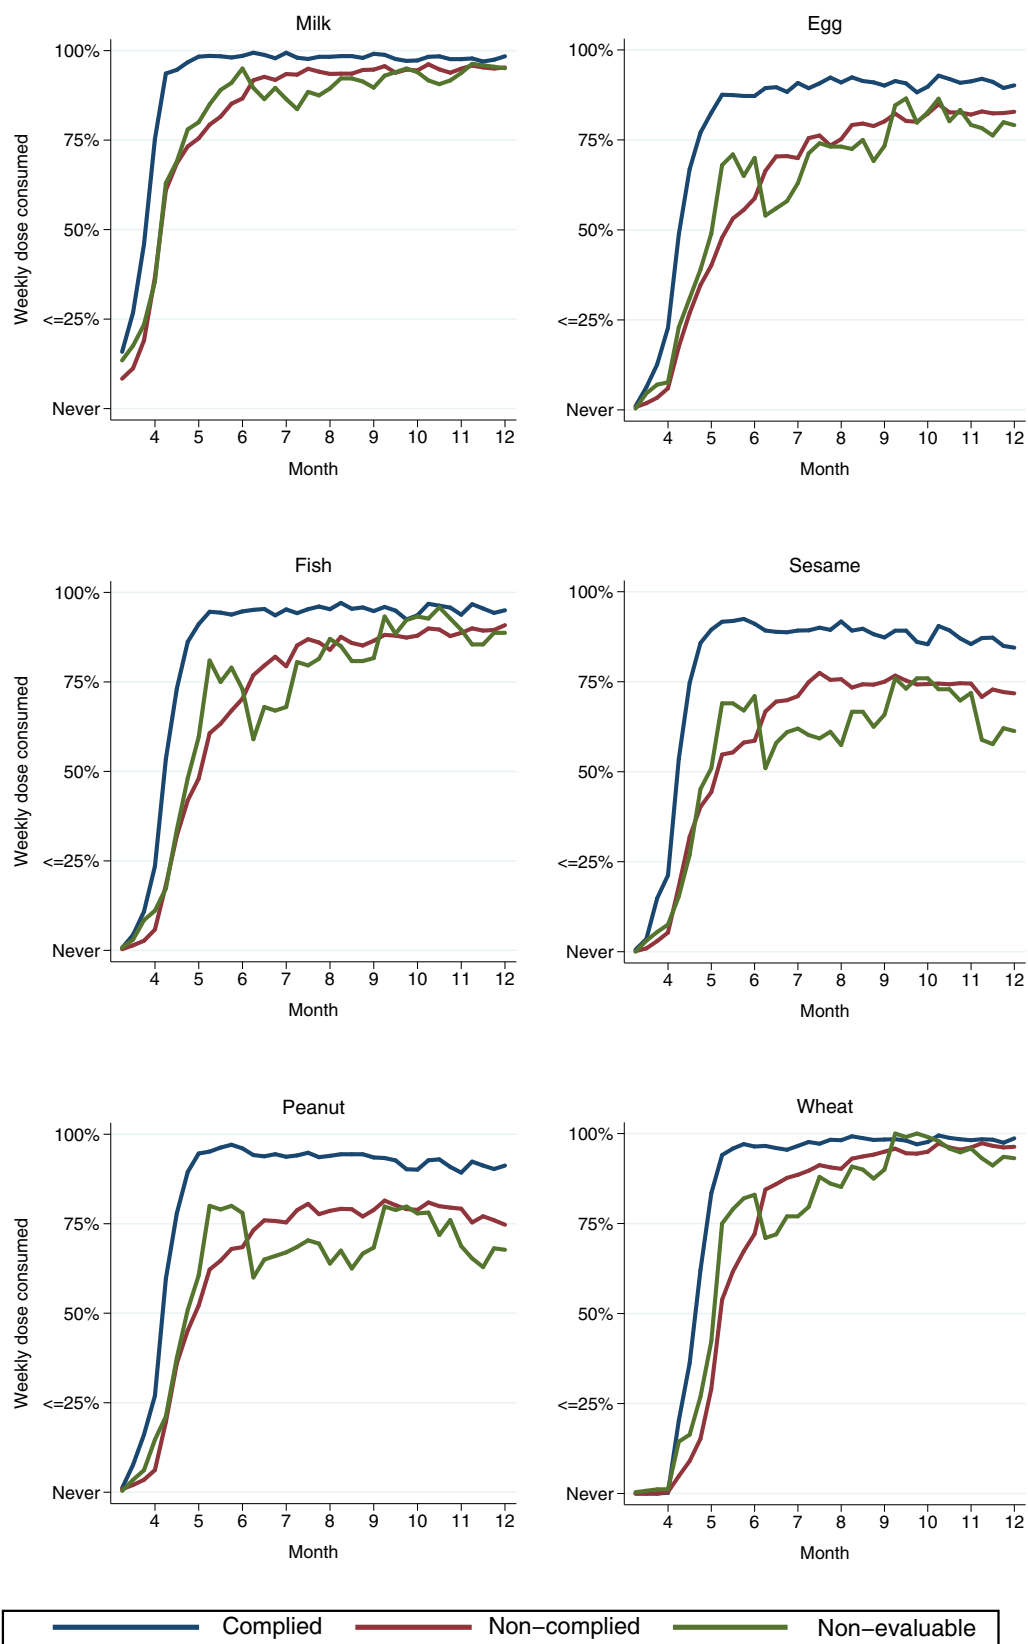 Milk
Weekly dose consumed
100%
75%
50%
<=25%
Never
4 5 6 7 8 9 10 11 12
Month
Egg
100%
75%
50%
<=25%
Never
4 5 6 7 8 9 10 11 12
Month
Fish
Weekly dose consumed
100%
75%
50%
<=25%
Never
4 5 6 7 8 9 10 11 12
Month
Sesame
100%
75%
50%
<=25%
Never
4 5 6 7 8 9 10 11 12
Month
Peanut
Weekly dose consumed
100%
75%
50%
<=25%
Never
4 5 6 7 8 9 10 11 12
Month
Wheat
100%
75%
50%
<=25%
Never
4 5 6 7 8 9 10 11 12
Month
Complied Non−complied Non−evaluable